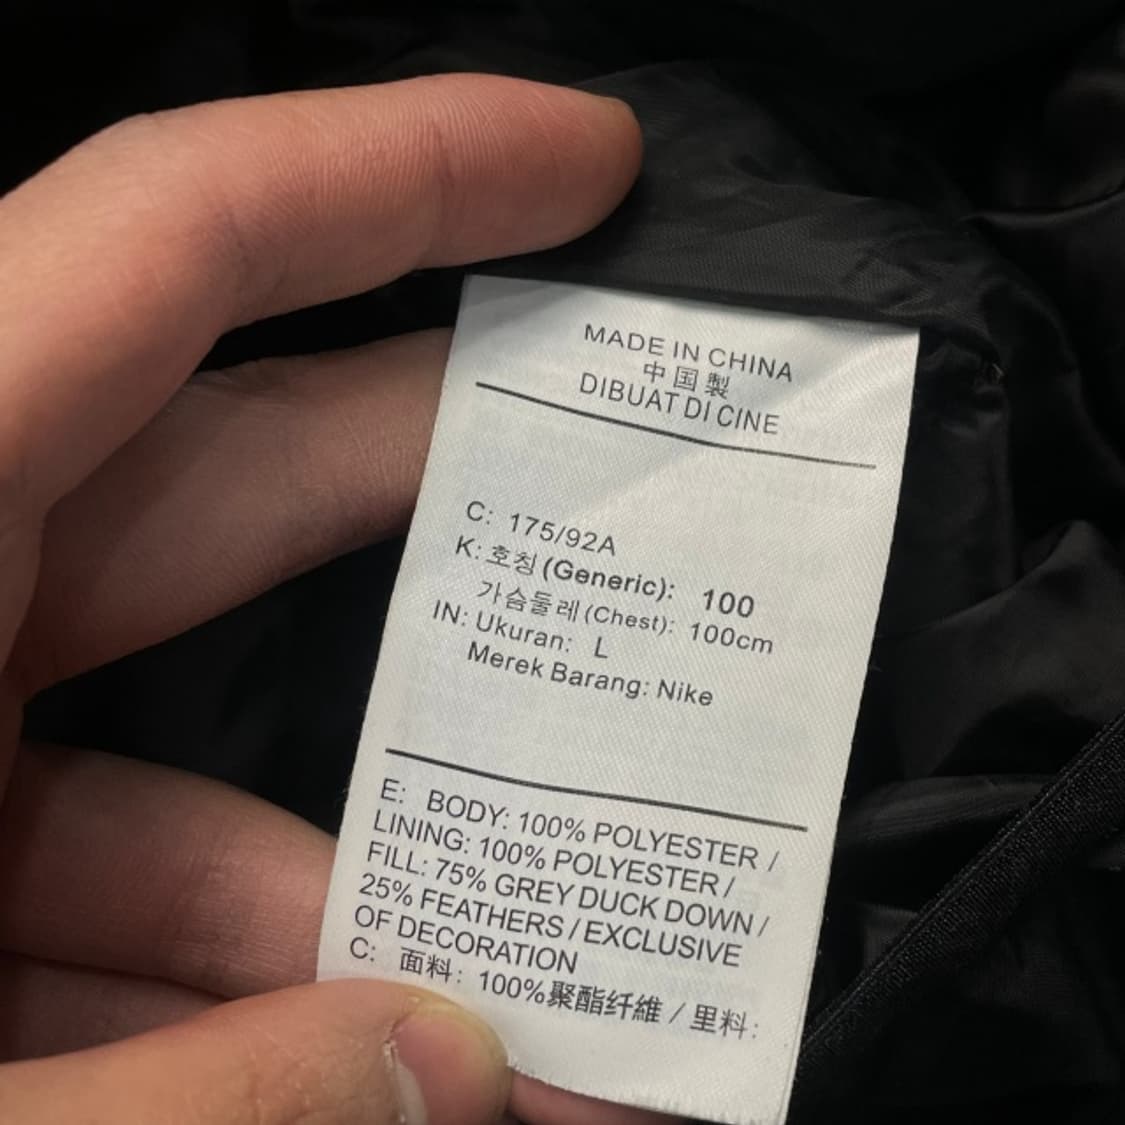 MADE IN CHINA
中国製
DIBUAT DI CINE
C: 175/92A
K: 호칭 (Generic): 100
가슴둘레 (Chest): 100cm
IN: Ukuran: L
Merek Barang: Nike
E: BODY: 100% POLYESTER /
LINING: 100% POLYESTER /
FILL: 75% GREY DUCK DOWN /
25% FEATHERS / EXCLUSIVE
OF DECORATION
C: 面料: 100%聚酯纤維 / 里料: